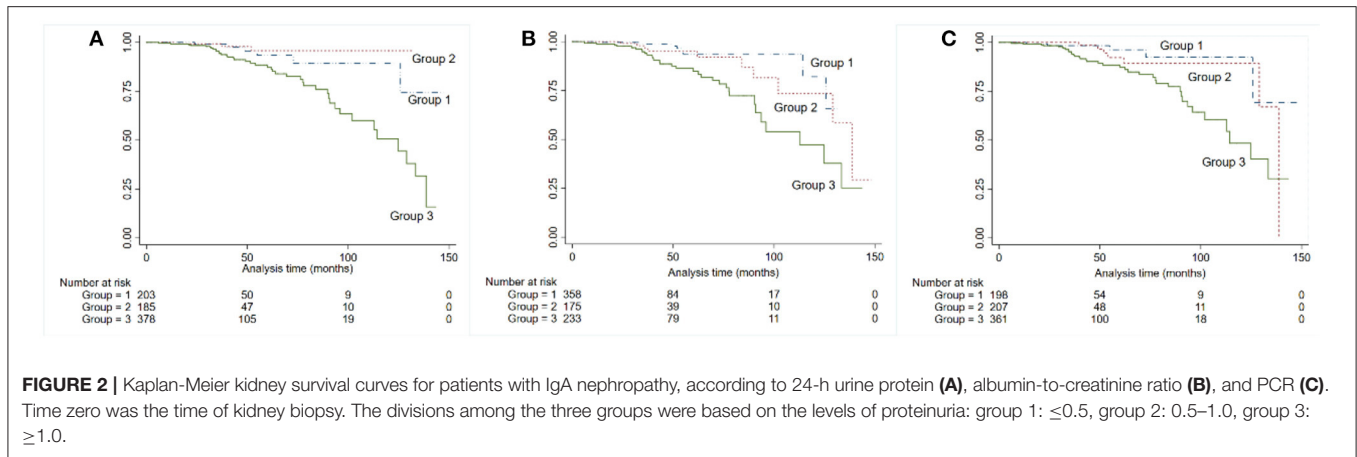 A
1.00
0.75
0.50
0.25
0.00
Group 2
Group 1
Group 3
0 50 100 150
Analysis time (months)
Number at risk
Group = 1 203 50 9 0
Group = 2 185 47 10 0
Group = 3 378 105 19 0
B
1.00
0.75
0.50
0.25
0.00
Group 1
Group 2
Group 3
0 50 100 150
Analysis time (months)
Number at risk
Group = 1 358 84 17 0
Group = 2 175 39 10 0
Group = 3 233 79 11 0
C
1.00
0.75
0.50
0.25
0.00
Group 1
Group 2
Group 3
0 50 100 150
Analysis time (months)
Number at risk
Group = 1 198 54 9 0
Group = 2 207 48 11 0
Group = 3 361 100 18 0
FIGURE 2 | Kaplan-Meier kidney survival curves for patients with IgA nephropathy, according to 24-h urine protein (A), albumin-to-creatinine ratio (B), and PCR (C).
Time zero was the time of kidney biopsy. The divisions among the three groups were based on the levels of proteinuria: group 1: ≤0.5, group 2: 0.5–1.0, group 3:
≥1.0.